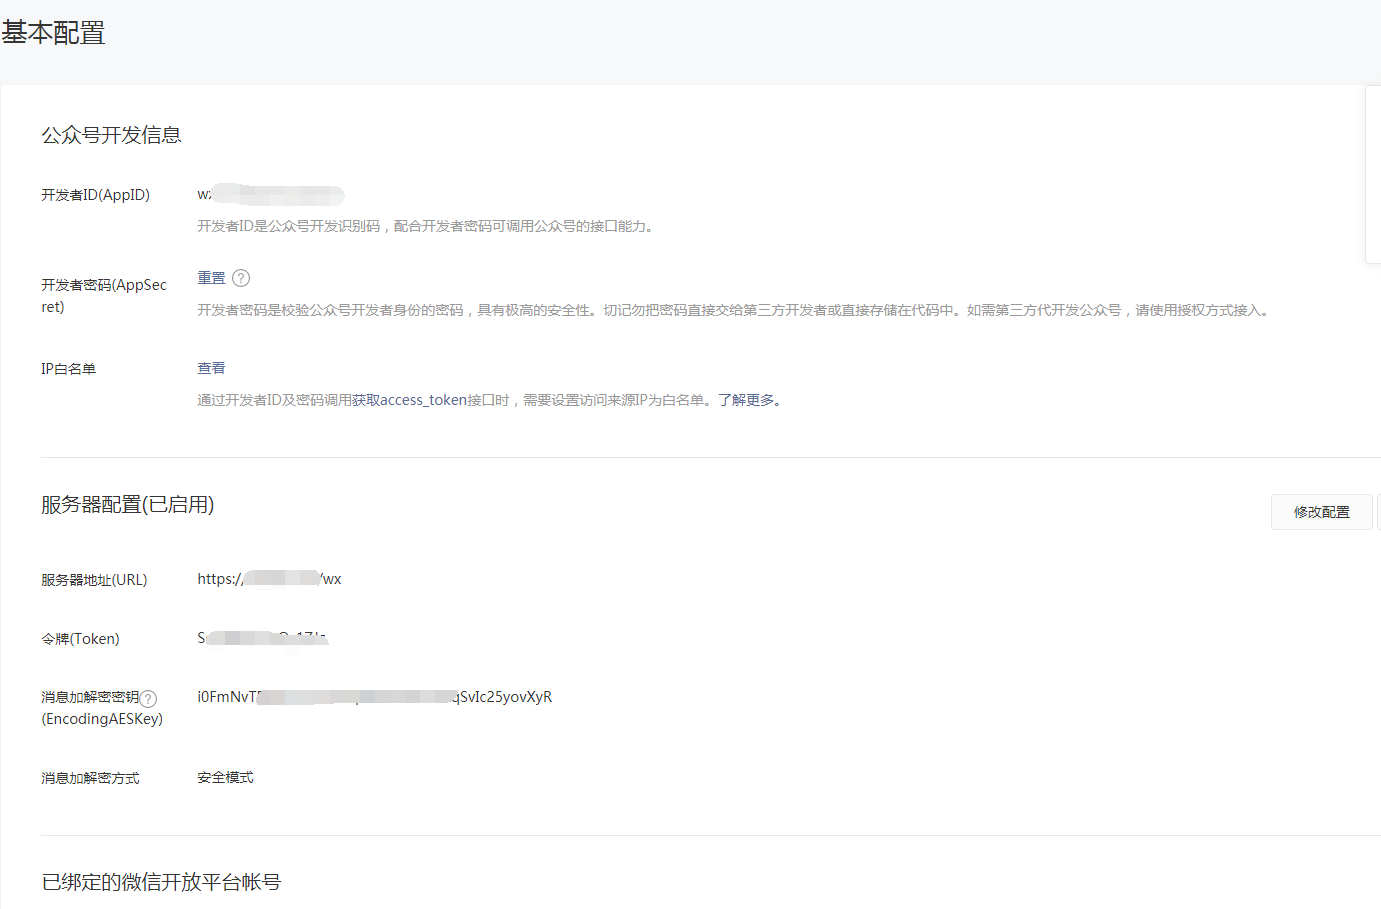 基本配置
公众号开发信息
开发者ID(AppID)
wx
开发者ID是公众号开发识别码，配合开发者密码可调用公众号的接口能力。
开发者密码(AppSec
ret)
重置 ?
开发者密码是校验公众号开发者身份的密码，具有极高的安全性。切记勿把密码直接交给第三方开发者或直接存储在代码中。如需第三方代开发公众号，请使用授权方式接入。
IP白名单
查看
通过开发者ID及密码调用获取access_token接口时，需要设置访问来源IP为白名单。了解更多。
服务器配置(已启用)
修改配置
服务器地址(URL)
https:// /wx
令牌(Token)
S
消息加解密密钥 ?
(EncodingAESKey)
i0FmNvT qSvIc25yovXyR
消息加解密方式
安全模式
已绑定的微信开放平台帐号